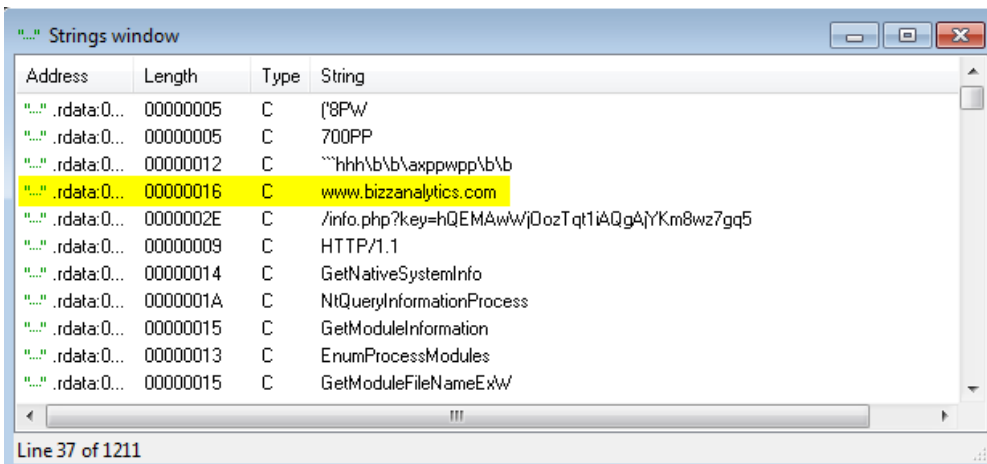 "..." Strings window
Address Length Type String
"..." .rdata:0... 00000005 C ('8PW
"..." .rdata:0... 00000005 C 700PP
"..." .rdata:0... 00000012 C ```hhh\b\b\axppwpp\b\b
"..." .rdata:0... 00000016 C www.bizzanalytics.com
"..." .rdata:0... 0000002E C /info.php?key=hQEMAwWjOozTqt1iAQgAjYKm8wz7gq5
"..." .rdata:0... 00000009 C HTTP/1.1
"..." .rdata:0... 00000014 C GetNativeSystemInfo
"..." .rdata:0... 0000001A C NtQueryInformationProcess
"..." .rdata:0... 00000015 C GetModuleInformation
"..." .rdata:0... 00000013 C EnumProcessModules
"..." .rdata:0... 00000015 C GetModuleFileNameExW
Line 37 of 1211